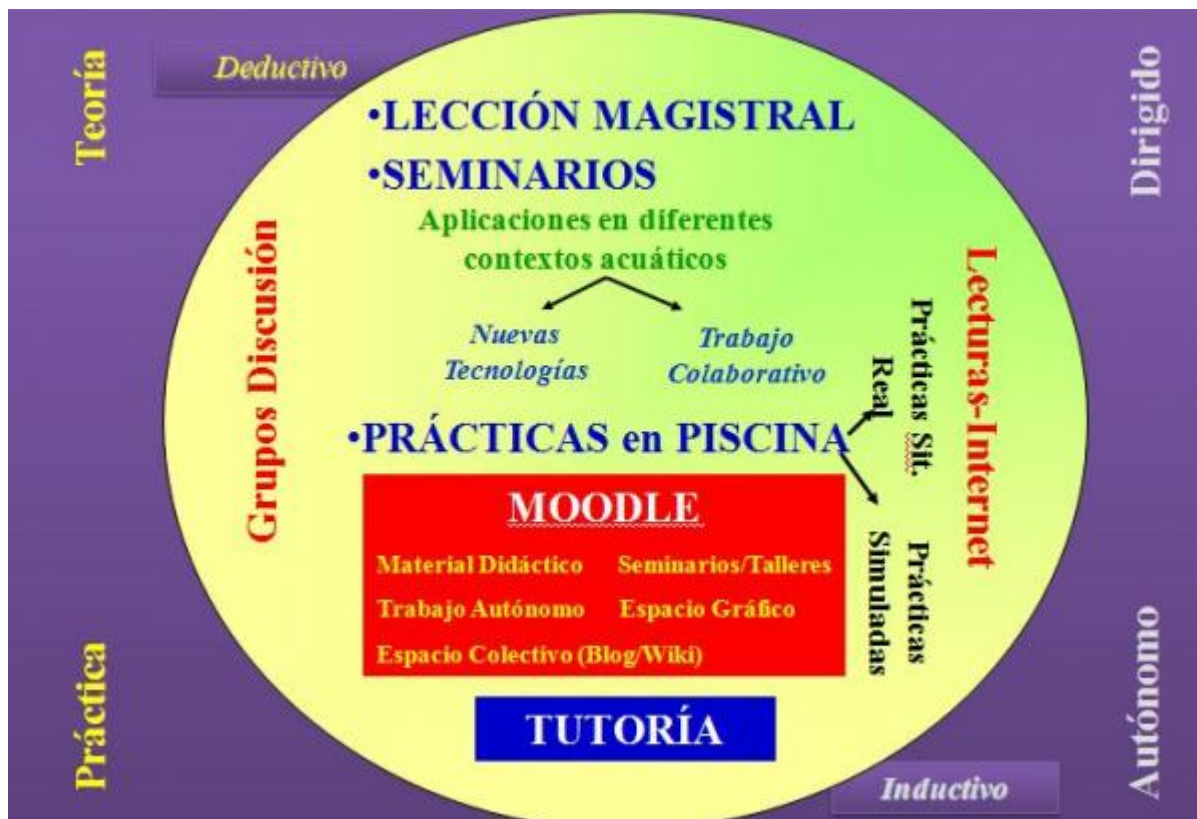 Teoría
Deductivo
Dirigido
•LECCIÓN MAGISTRAL
•SEMINARIOS
Aplicaciones en diferentes
contextos acuáticos
Nuevas
Tecnologías
Trabajo
Colaborativo
Grupos Discusión
Lecturas-Internet
•PRÁCTICAS en PISCINA
Prácticas Sit.
Real
Prácticas
Simuladas
MOODLE
Material Didáctico Seminarios/Talleres
Trabajo Autónomo Espacio Gráfico
Espacio Colectivo (Blog/Wiki)
TUTORÍA
Práctica
Inductivo
Autónomo